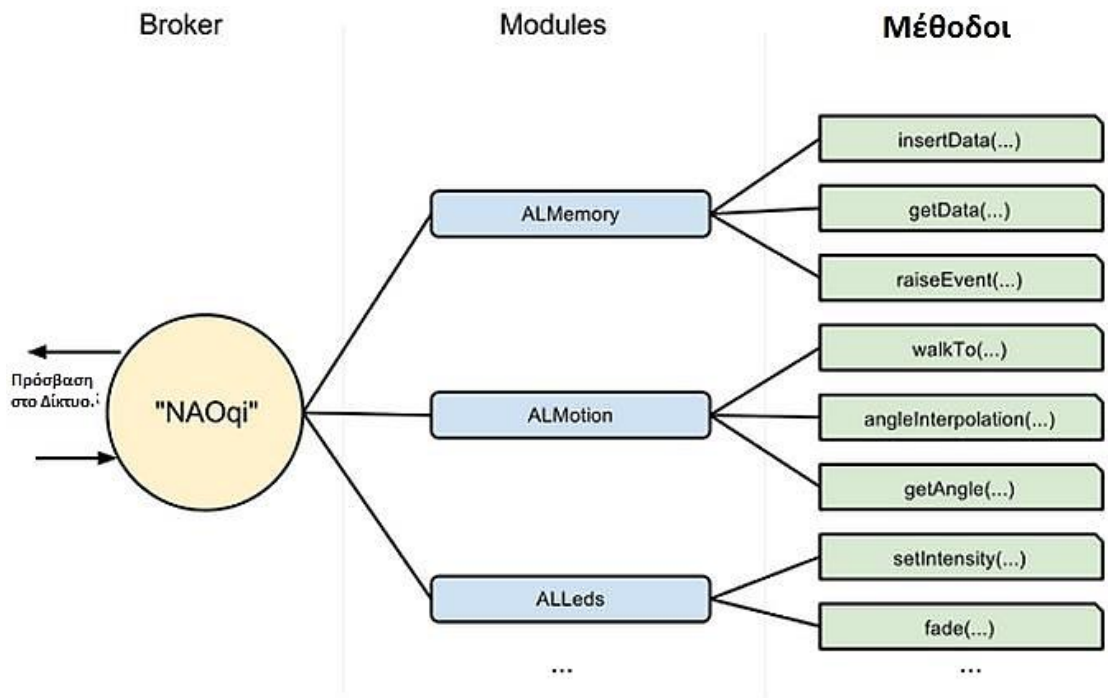 Broker
Modules
Μέθοδοι
insertData(...)
ALMemory
getData(...)
raiseEvent(...)
walkTo(...)
Πρόσβαση
στο Δίκτυο.:
"NAOqi"
ALMotion
angleInterpolation(...)
getAngle(...)
setIntensity(...)
ALLeds
fade(...)
...
...